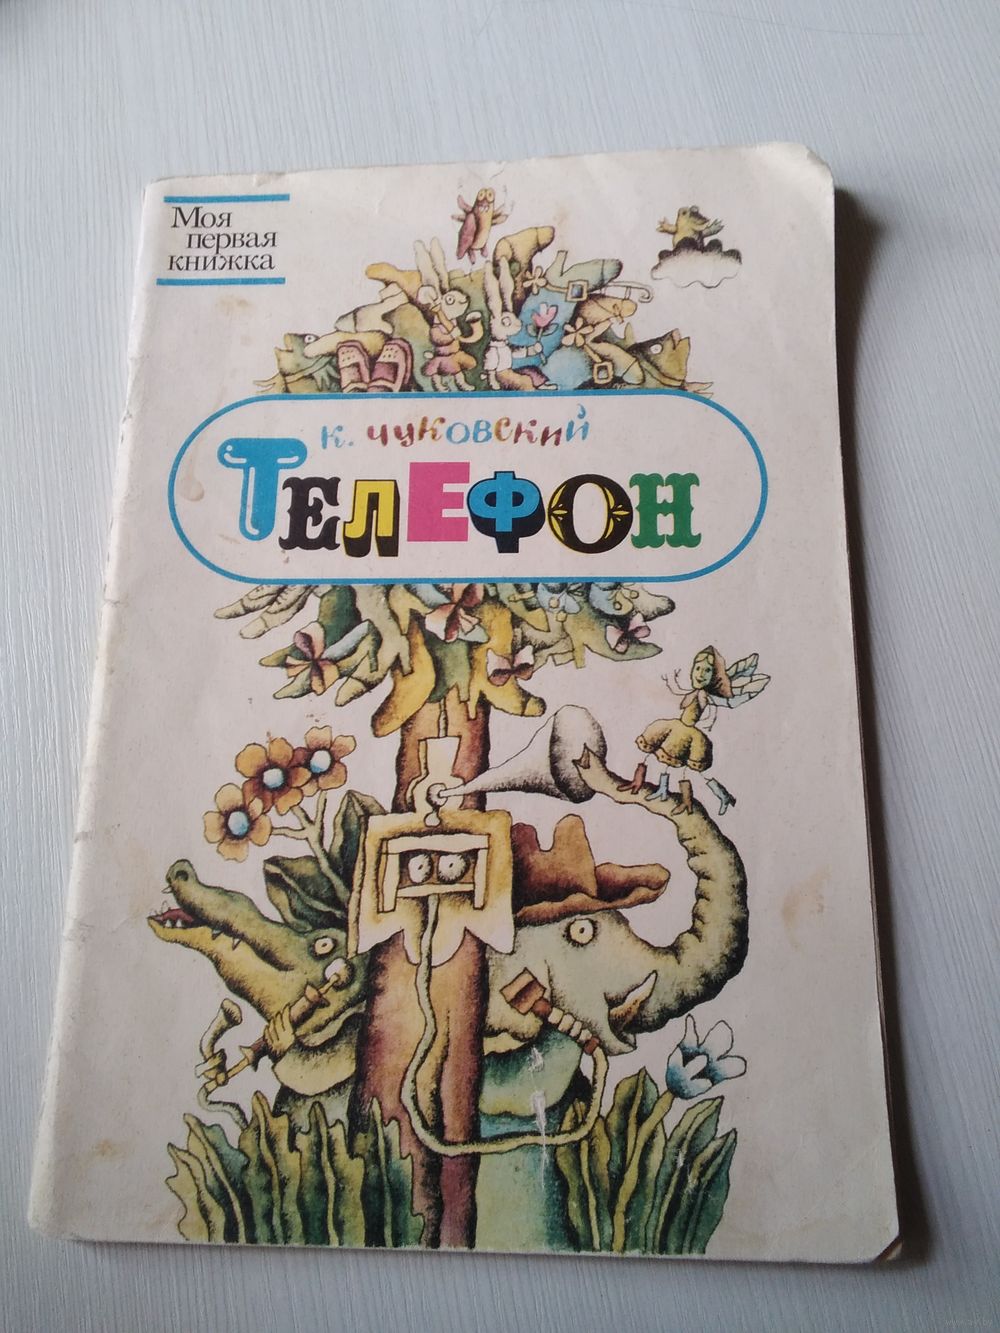 Моя
первая
книжка
К. Чуковский
Телефон